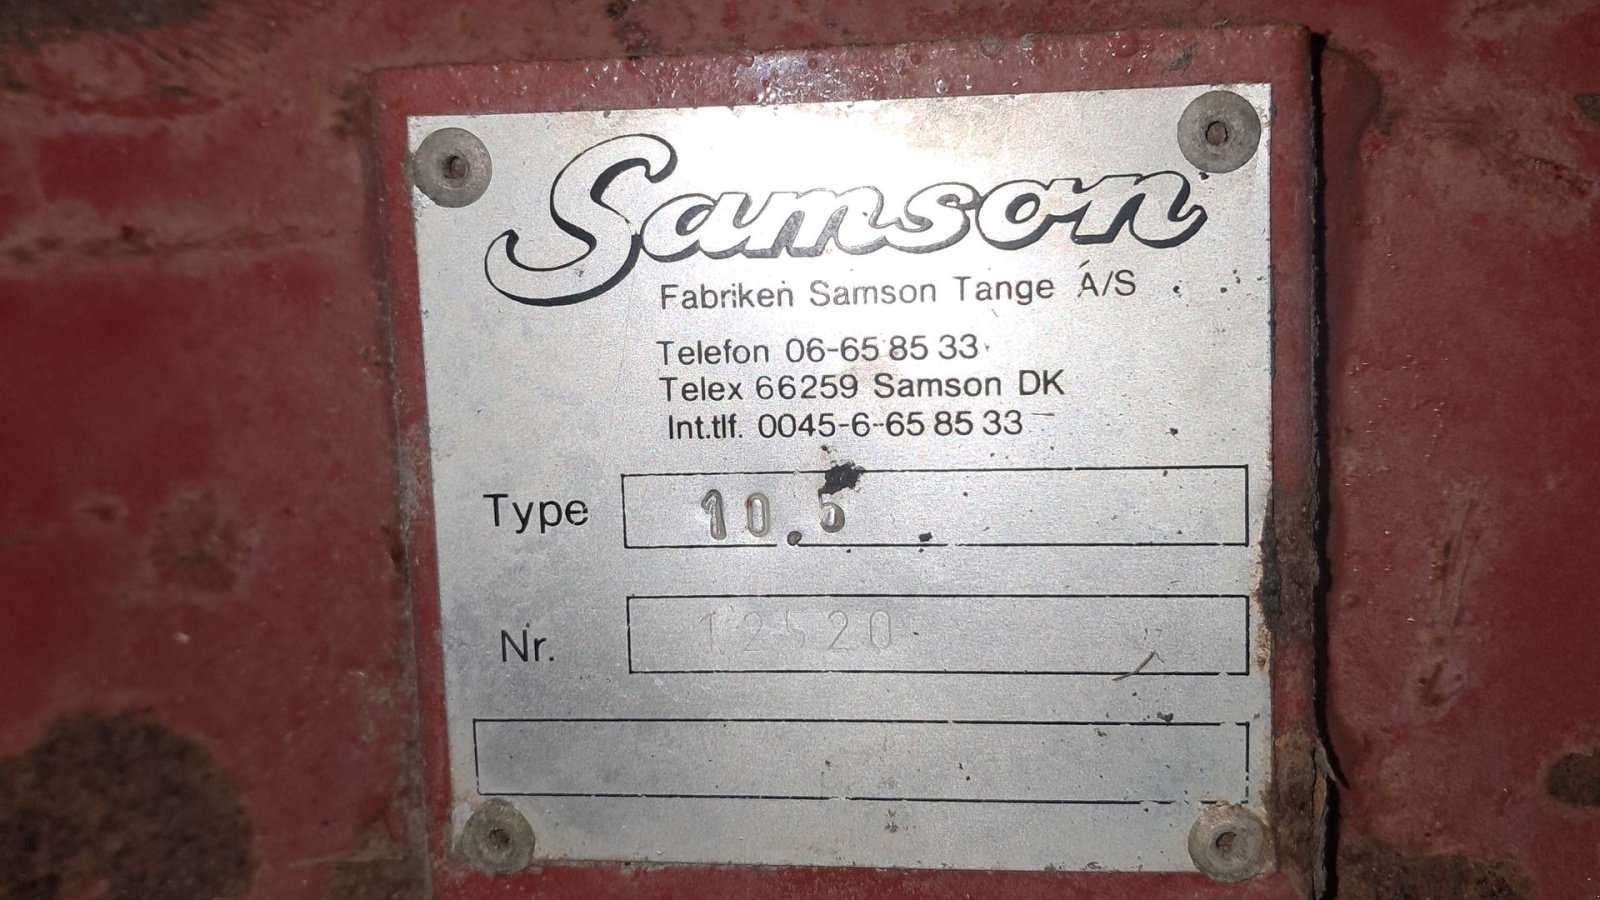 Samson
Fabriken Samson Tange A/S
Telefon 06-65 85 33
Telex 66259 Samson DK
Int.tlf. 0045-6-65 85 33
Type 10.5
Nr.